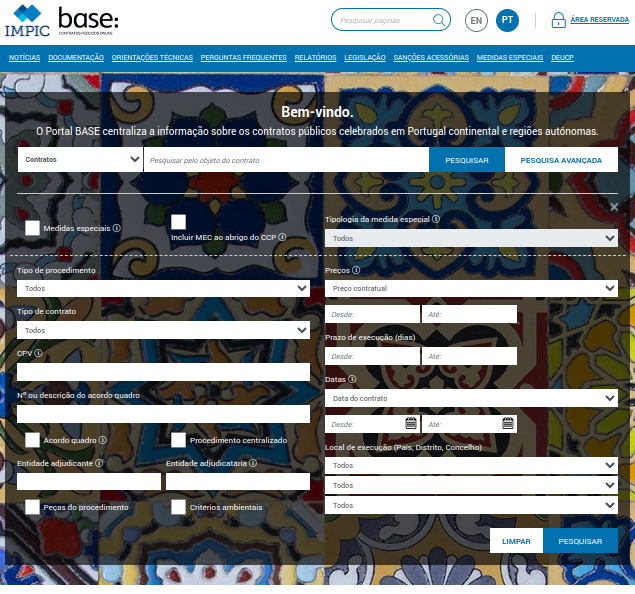 IMPIC
base:
CONTRATOS PÚBLICOS ONLINE
Pesquisar páginas
EN
PT
ÁREA RESERVADA
NOTÍCIAS DOCUMENTAÇÃO ORIENTAÇÕES TÉCNICAS PERGUNTAS FREQUENTES RELATÓRIOS LEGISLAÇÃO SANÇÕES ACESSÓRIAS MEDIDAS ESPECIAIS DEUCP
Bem-vindo.
O Portal BASE centraliza a informação sobre os contratos públicos celebrados em Portugal continental e regiões autónomas.
Contratos
Pesquisar pelo objeto do contrato
PESQUISAR
PESQUISA AVANÇADA
Medidas especiais
Incluir MEC ao abrigo do CCP
Tipologia da medida especial
Todos
Tipo de procedimento
Todos
Tipo de contrato
Todos
CPV
Nº ou descrição do acordo quadro
Acordo quadro
Procedimento centralizado
Entidade adjudicante
Entidade adjudicatária
Peças do procedimento
Critérios ambientais
Preços
Preço contratual
Desde:
Até:
Prazo de execução (dias)
Desde:
Até:
Datas
Data do contrato
Desde:
Até:
Local de execução (País, Distrito, Concelho)
Todos
Todos
Todos
LIMPAR
PESQUISAR